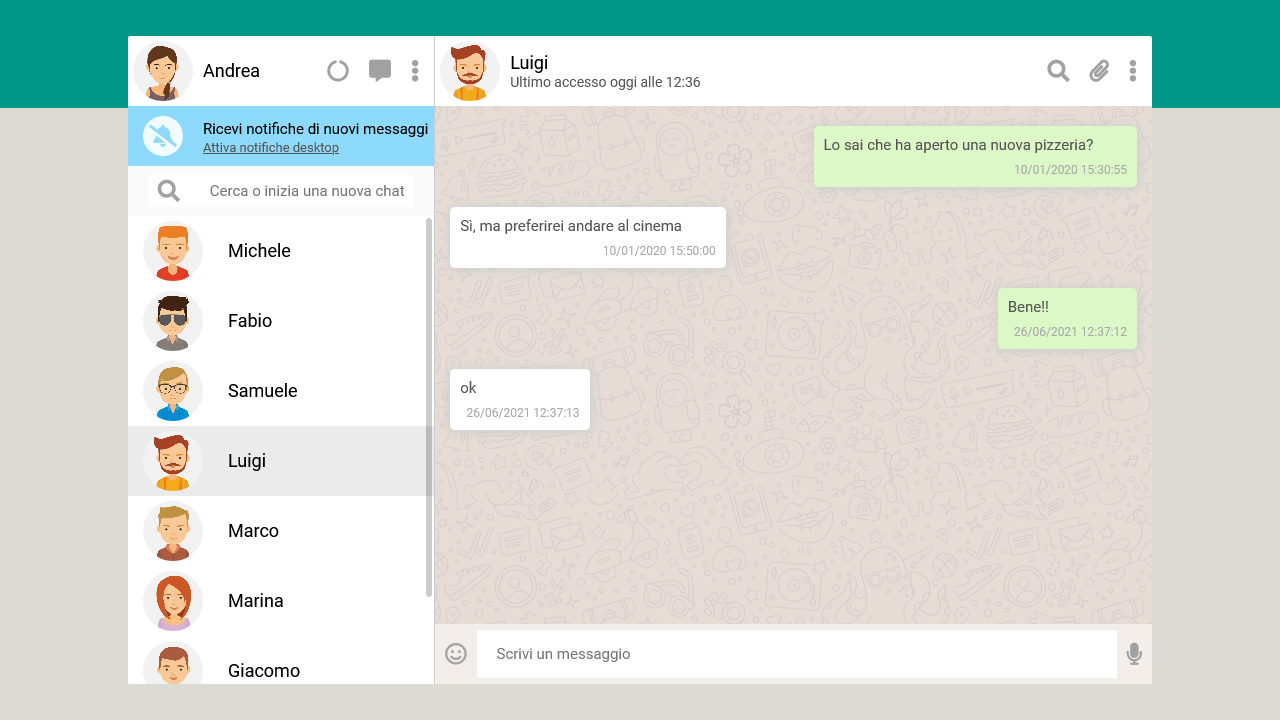 Andrea
Ricevi notifiche di nuovi messaggi
Attiva notifiche desktop
Cerca o inizia una nuova chat
Michele
Fabio
Samuele
Luigi
Marco
Marina
Giacomo
Luigi
Ultimo accesso oggi alle 12:36
Lo sai che ha aperto una nuova pizzeria?
10/01/2020 15:30:55
Sì, ma preferirei andare al cinema
10/01/2020 15:50:00
Bene!!
26/06/2021 12:37:12
ok
26/06/2021 12:37:13
Scrivi un messaggio